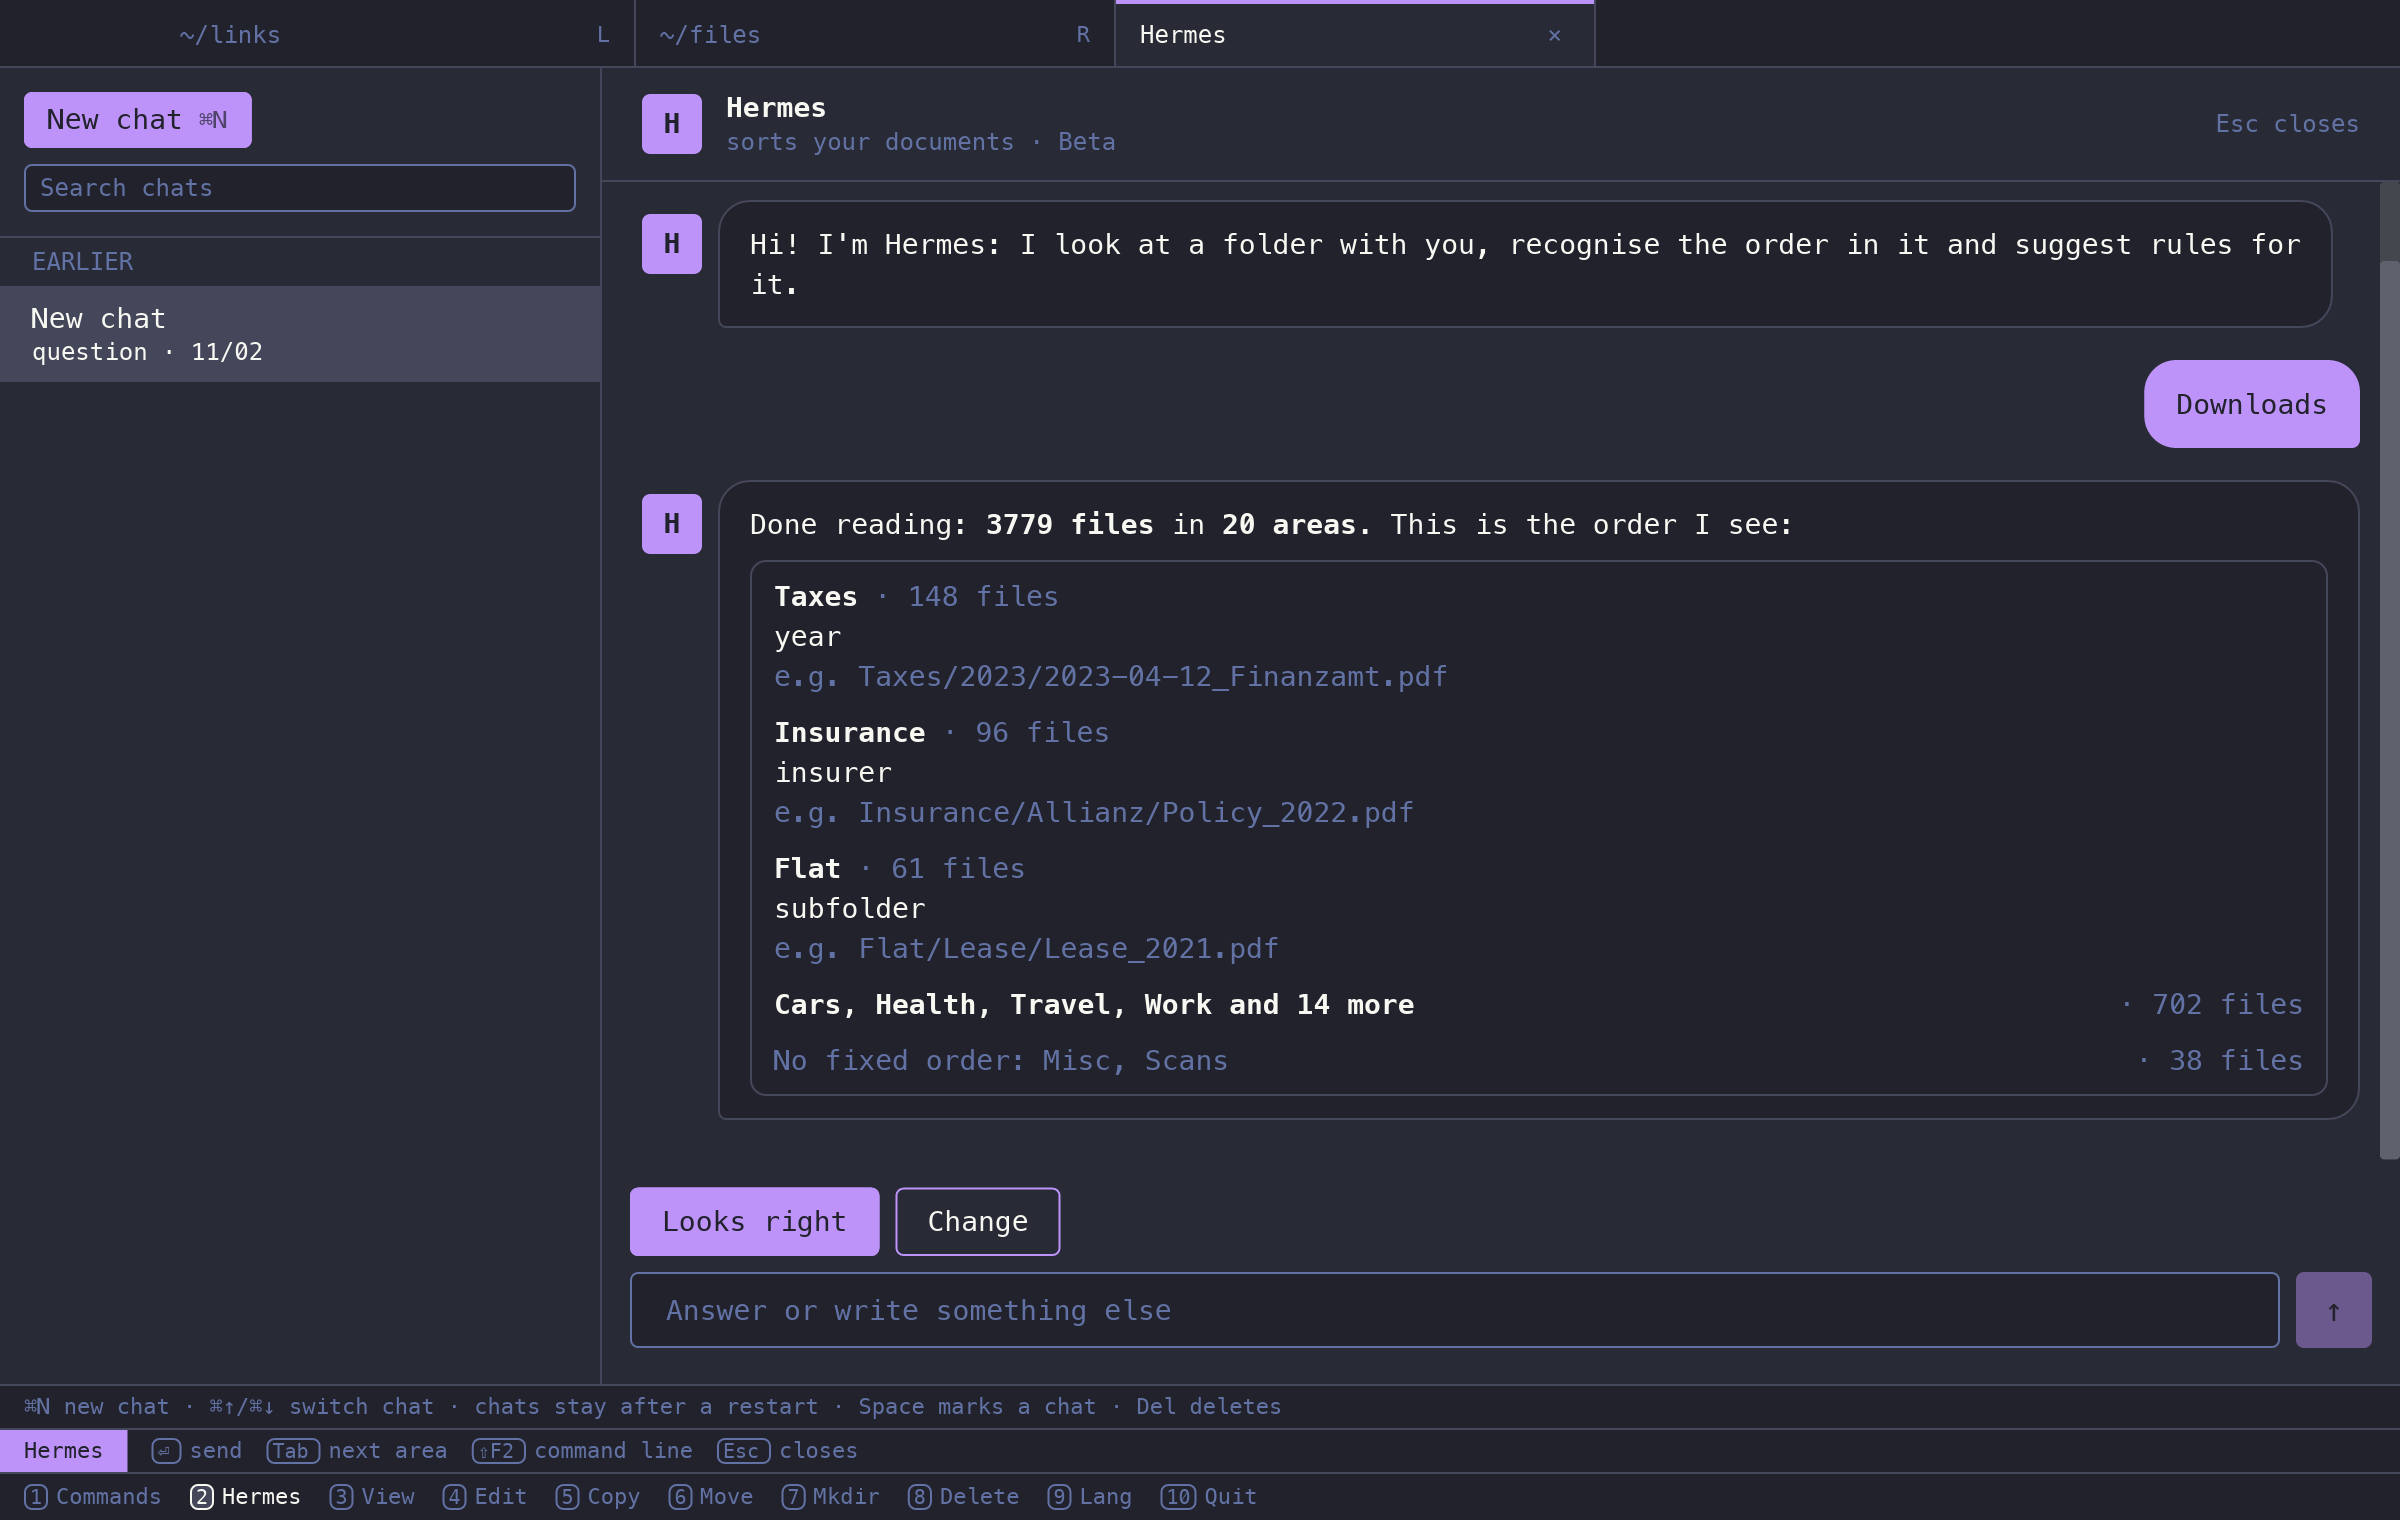 ~/links L ~/files R Hermes ×
New chat ⌘N
Search chats
EARLIER
New chat
question · 11/02
H Hermes
sorts your documents · Beta
Esc closes
H Hi! I'm Hermes: I look at a folder with you, recognise the order in it and suggest rules for
it.
Downloads
H Done reading: 3779 files in 20 areas. This is the order I see:
Taxes · 148 files
year
e.g. Taxes/2023/2023-04-12_Finanzamt.pdf
Insurance · 96 files
insurer
e.g. Insurance/Allianz/Policy_2022.pdf
Flat · 61 files
subfolder
e.g. Flat/Lease/Lease_2021.pdf
Cars, Health, Travel, Work and 14 more · 702 files
No fixed order: Misc, Scans · 38 files
Looks right Change
Answer or write something else ↑
⌘N new chat · ⌘↑/⌘↓ switch chat · chats stay after a restart · Space marks a chat · Del deletes
Hermes ⏎ send Tab next area ⇧F2 command line Esc closes
1 Commands 2 Hermes 3 View 4 Edit 5 Copy 6 Move 7 Mkdir 8 Delete 9 Lang 10 Quit